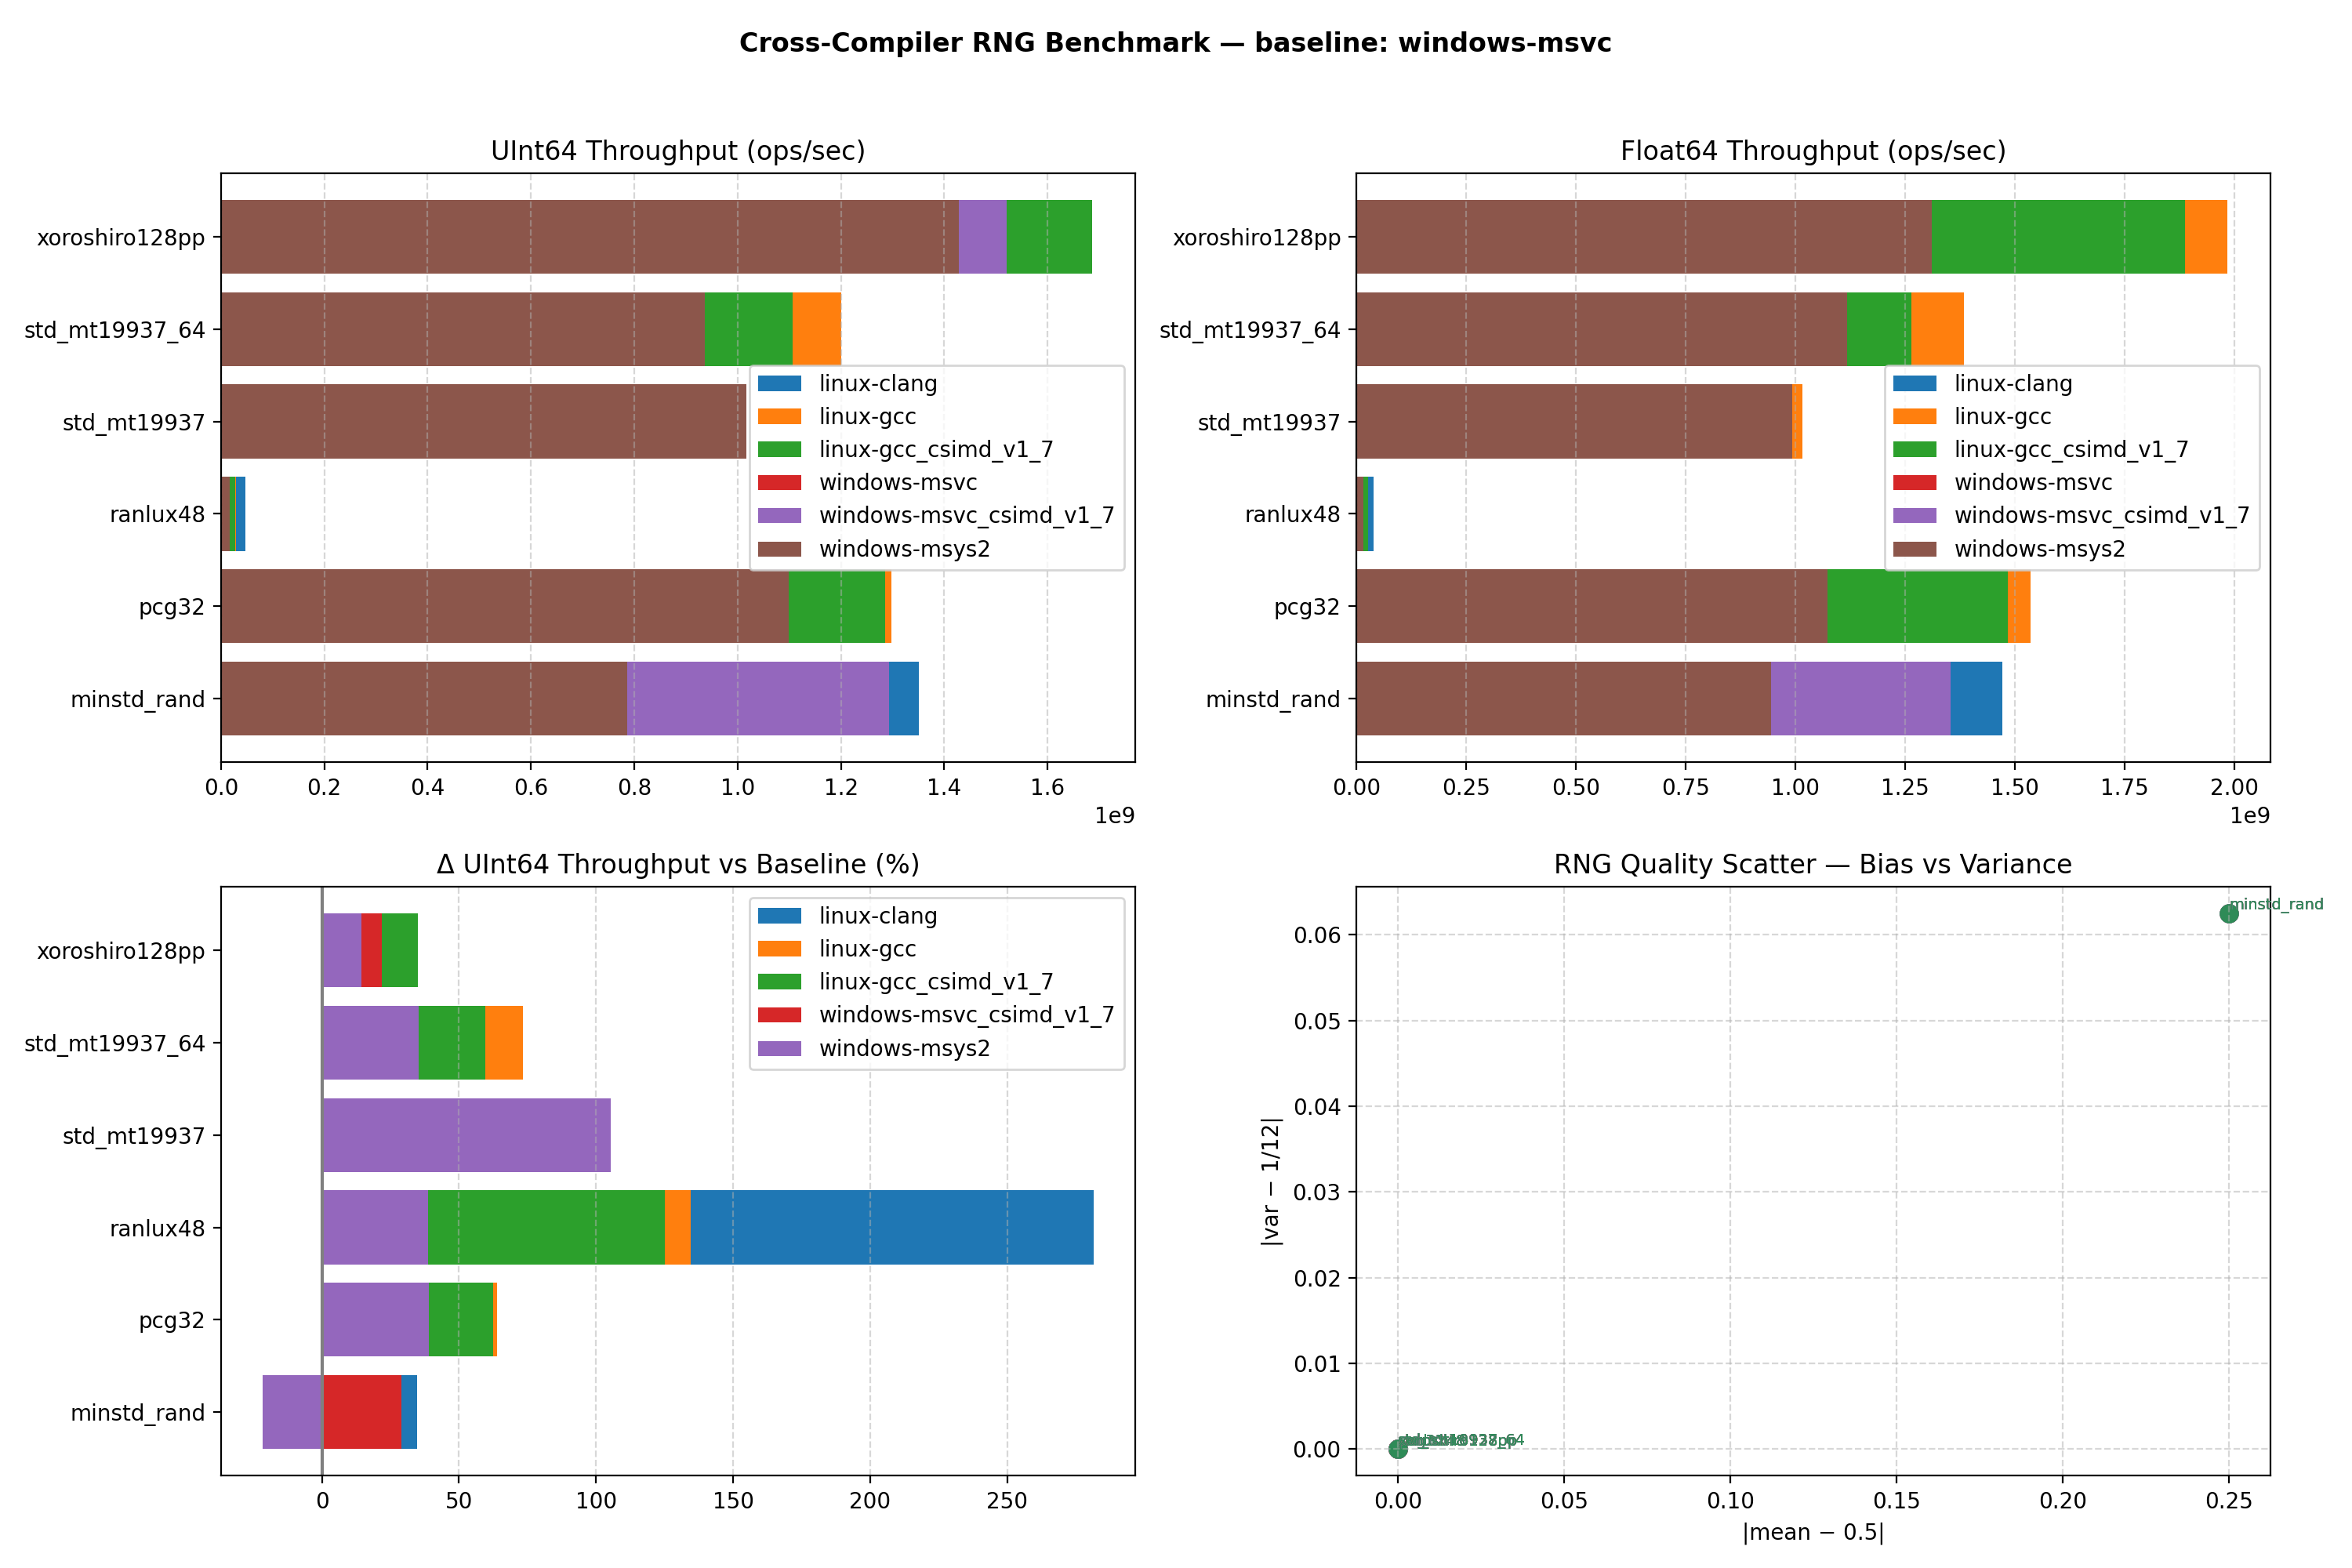 Cross-Compiler RNG Benchmark — baseline: windows-msvc
UInt64 Throughput (ops/sec)
xoroshiro128pp
std_mt19937_64
std_mt19937
ranlux48
pcg32
minstd_rand
linux-clang
linux-gcc
linux-gcc_csimd_v1_7
windows-msvc
windows-msvc_csimd_v1_7
windows-msys2
0.0 0.2 0.4 0.6 0.8 1.0 1.2 1.4 1.6
1e9
Float64 Throughput (ops/sec)
xoroshiro128pp
std_mt19937_64
std_mt19937
ranlux48
pcg32
minstd_rand
linux-clang
linux-gcc
linux-gcc_csimd_v1_7
windows-msvc
windows-msvc_csimd_v1_7
windows-msys2
0.00 0.25 0.50 0.75 1.00 1.25 1.50 1.75 2.00
1e9
Δ UInt64 Throughput vs Baseline (%)
xoroshiro128pp
std_mt19937_64
std_mt19937
ranlux48
pcg32
minstd_rand
linux-clang
linux-gcc
linux-gcc_csimd_v1_7
windows-msvc_csimd_v1_7
windows-msys2
0 50 100 150 200 250
RNG Quality Scatter — Bias vs Variance
minstd_rand
0.06
0.05
0.04
0.03
0.02
0.01
0.00
|var − 1/12|
0.00 0.05 0.10 0.15 0.20 0.25
|mean − 0.5|